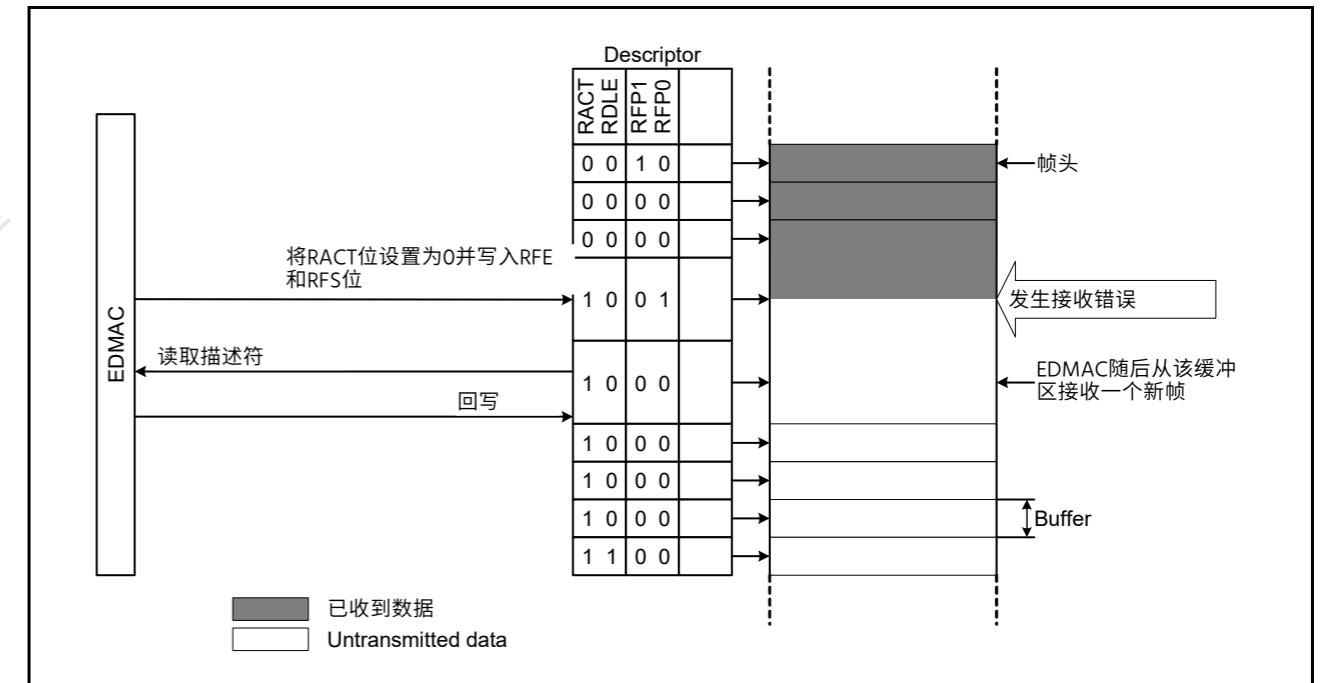 Descriptor
RACT RDLE RFP1 RFP0
0 0 1 0
帧头
0 0 0 0
0 0 0 0
将RACT位设置为0并写入RFE
和RFS位
1 0 0 1
发生接收错误
EDMAC
读取描述符
1 0 0 0
EDMAC随后从该缓冲
区接收一个新帧
回写
1 0 0 0
1 0 0 0
1 0 0 0
Buffer
1 1 0 0
已收到数据
Untransmitted data